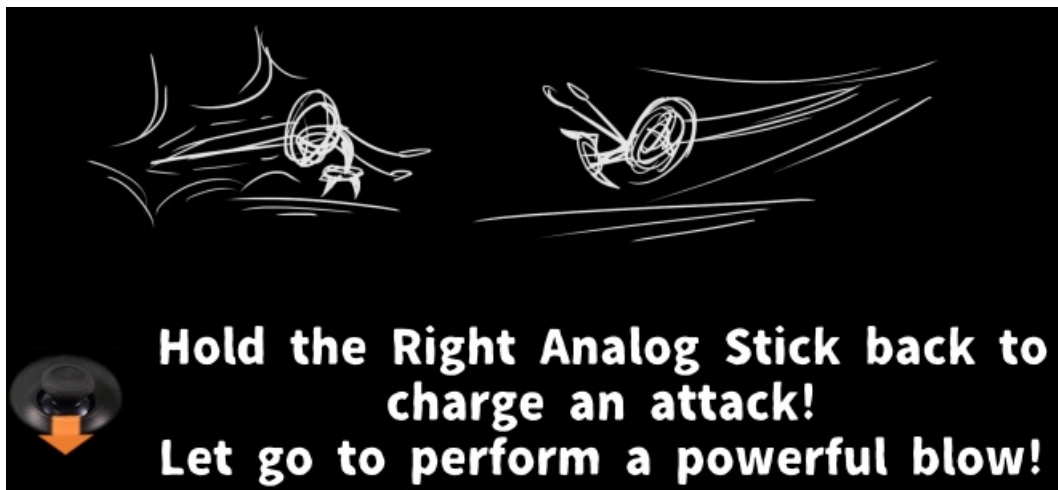 Hold the Right Analog Stick back to
charge an attack!
Let go to perform a powerful blow!